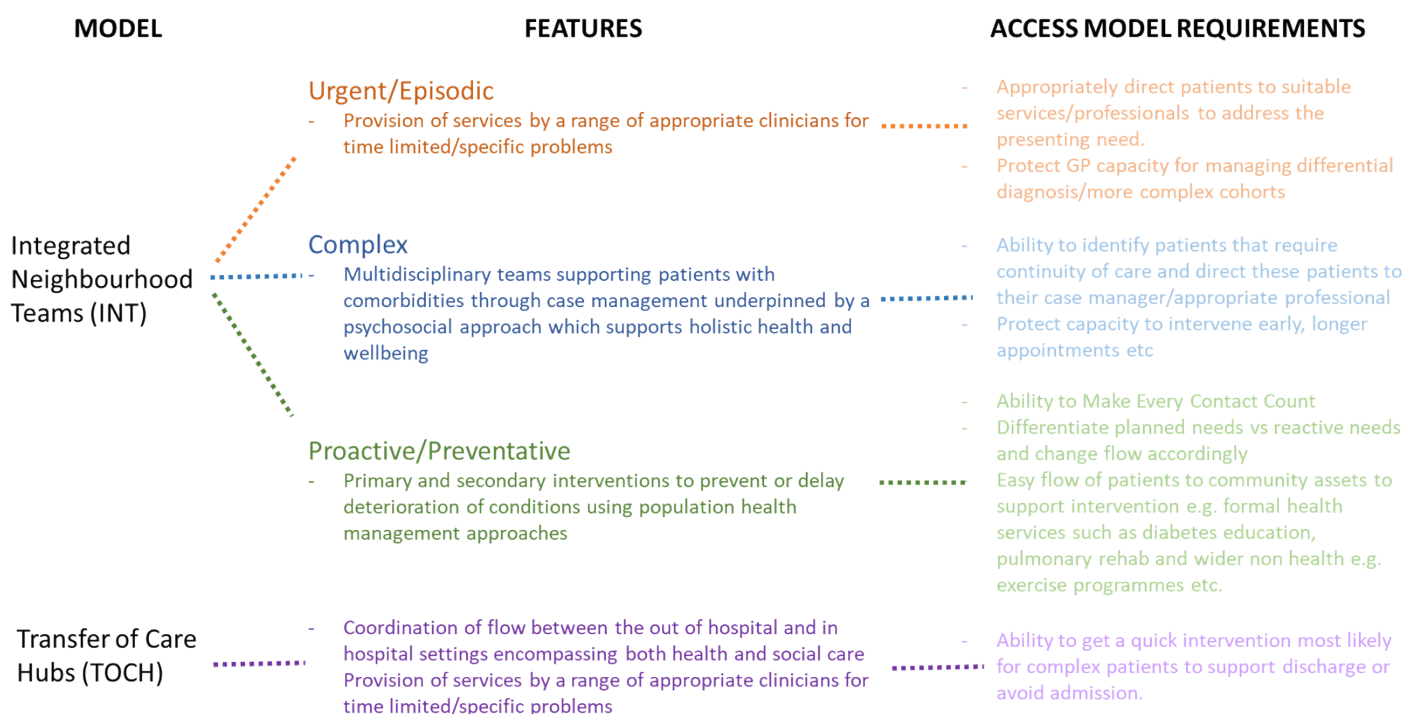 MODEL
FEATURES
ACCESS MODEL REQUIREMENTS
Integrated
Neighbourhood
Teams (INT)
Urgent/Episodic
- Provision of services by a range of appropriate clinicians for
time limited/specific problems
- Appropriately direct patients to suitable
services/professionals to address the
presenting need.
- Protect GP capacity for managing differential
diagnosis/more complex cohorts
Complex
- Multidisciplinary teams supporting patients with
comorbidities through case management underpinned by a
psychosocial approach which supports holistic health and
wellbeing
- Ability to identify patients that require
continuity of care and direct these patients to
their case manager/appropriate professional
- Protect capacity to intervene early, longer
appointments etc
Proactive/Preventative
- Primary and secondary interventions to prevent or delay
deterioration of conditions using population health
management approaches
- Ability to Make Every Contact Count
- Differentiate planned needs vs reactive needs
and change flow accordingly
- Easy flow of patients to community assets to
support intervention e.g. formal health
services such as diabetes education,
pulmonary rehab and wider non health e.g.
exercise programmes etc.
Transfer of Care
Hubs (TOCH)
- Coordination of flow between the out of hospital and in
hospital settings encompassing both health and social care
Provision of services by a range of appropriate clinicians for
time limited/specific problems
- Ability to get a quick intervention most likely
for complex patients to support discharge or
avoid admission.